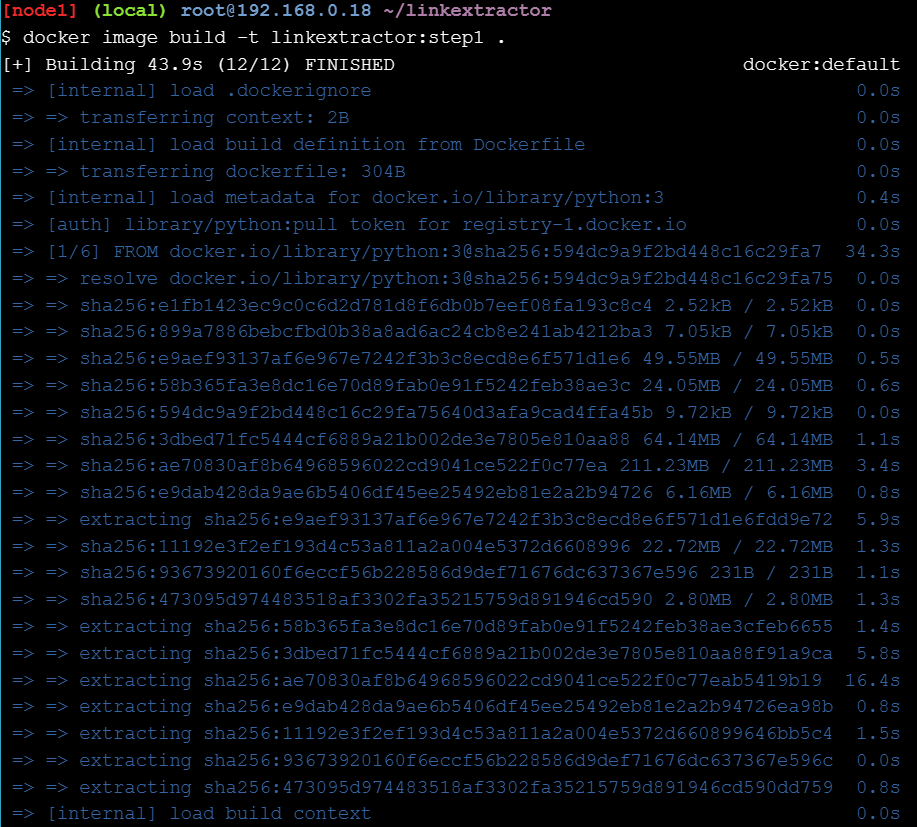 [node1] (local) root@192.168.0.18 ~/linkextractor
$ docker image build -t linkextractor:step1 .
[+] Building 43.9s (12/12) FINISHED docker:default
=> [internal] load .dockerignore 0.0s
=> => transferring context: 2B 0.0s
=> [internal] load build definition from Dockerfile 0.0s
=> => transferring dockerfile: 304B 0.0s
=> [internal] load metadata for docker.io/library/python:3 0.4s
=> [auth] library/python:pull token for registry-1.docker.io 0.0s
=> [1/6] FROM docker.io/library/python:3@sha256:594dc9a9f2bd448c16c29fa7 34.3s
=> => resolve docker.io/library/python:3@sha256:594dc9a9f2bd448c16c29fa75 0.0s
=> => sha256:e1fb1423ec9c0c6d2d781d8f6db0b7eef08fa193c8c4 2.52kB / 2.52kB 0.0s
=> => sha256:899a7886bebcfbd0b38a8ad6ac24cb8e241ab4212ba3 7.05kB / 7.05kB 0.0s
=> => sha256:e9aef93137af6e967e7242f3b3c8ecd8e6f571d1e6 49.55MB / 49.55MB 0.5s
=> => sha256:58b365fa3e8dc16e70d89fab0e91f5242feb38ae3c 24.05MB / 24.05MB 0.6s
=> => sha256:594dc9a9f2bd448c16c29fa75640d3afa9cad4ffa45b 9.72kB / 9.72kB 0.0s
=> => sha256:3dbed71fc5444cf6889a21b002de3e7805e810aa88 64.14MB / 64.14MB 1.1s
=> => sha256:ae70830af8b64968596022cd9041ce522f0c77ea 211.23MB / 211.23MB 3.4s
=> => sha256:e9dab428da9ae6b5406df45ee25492eb81e2a2b94726 6.16MB / 6.16MB 0.8s
=> => extracting sha256:e9aef93137af6e967e7242f3b3c8ecd8e6f571d1e6fdd9e72 5.9s
=> => sha256:11192e3f2ef193d4c53a811a2a004e5372d6608996 22.72MB / 22.72MB 1.3s
=> => sha256:93673920160f6eccf56b228586d9def71676dc637367e596 231B / 231B 1.1s
=> => sha256:473095d974483518af3302fa35215759d891946cd590 2.80MB / 2.80MB 1.3s
=> => extracting sha256:58b365fa3e8dc16e70d89fab0e91f5242feb38ae3cfeb6655 1.4s
=> => extracting sha256:3dbed71fc5444cf6889a21b002de3e7805e810aa88f91a9ca 5.8s
=> => extracting sha256:ae70830af8b64968596022cd9041ce522f0c77eab5419b19 16.4s
=> => extracting sha256:e9dab428da9ae6b5406df45ee25492eb81e2a2b94726ea98b 0.8s
=> => extracting sha256:11192e3f2ef193d4c53a811a2a004e5372d660899646bb5c4 1.5s
=> => extracting sha256:93673920160f6eccf56b228586d9def71676dc637367e596c 0.0s
=> => extracting sha256:473095d974483518af3302fa35215759d891946cd590dd759 0.8s
=> [internal] load build context 0.0s